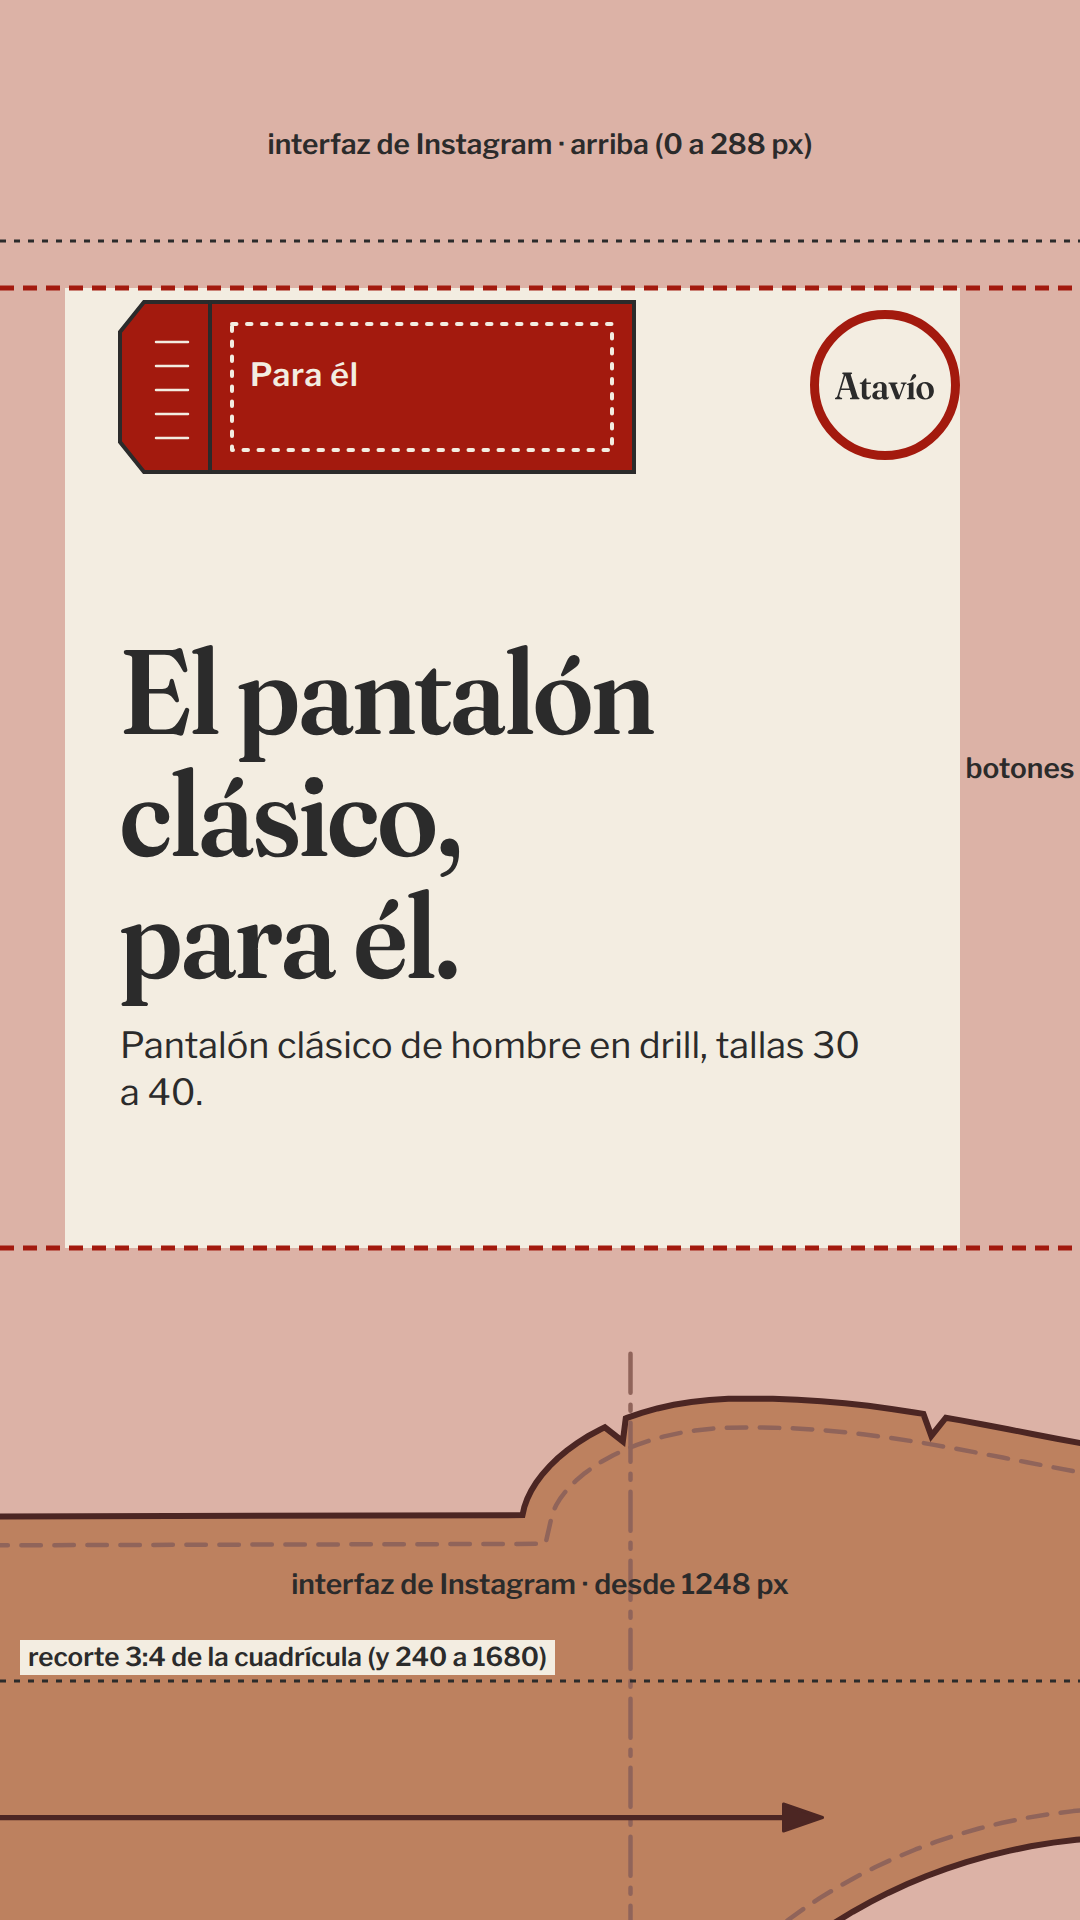 interfaz de Instagram · arriba (0 a 288 px)
Para él
Atavío
El pantalón
clásico,
para él.
botones
Pantalón clásico de hombre en drill, tallas 30
a 40.
interfaz de Instagram · desde 1248 px
recorte 3:4 de la cuadrícula (y 240 a 1680)